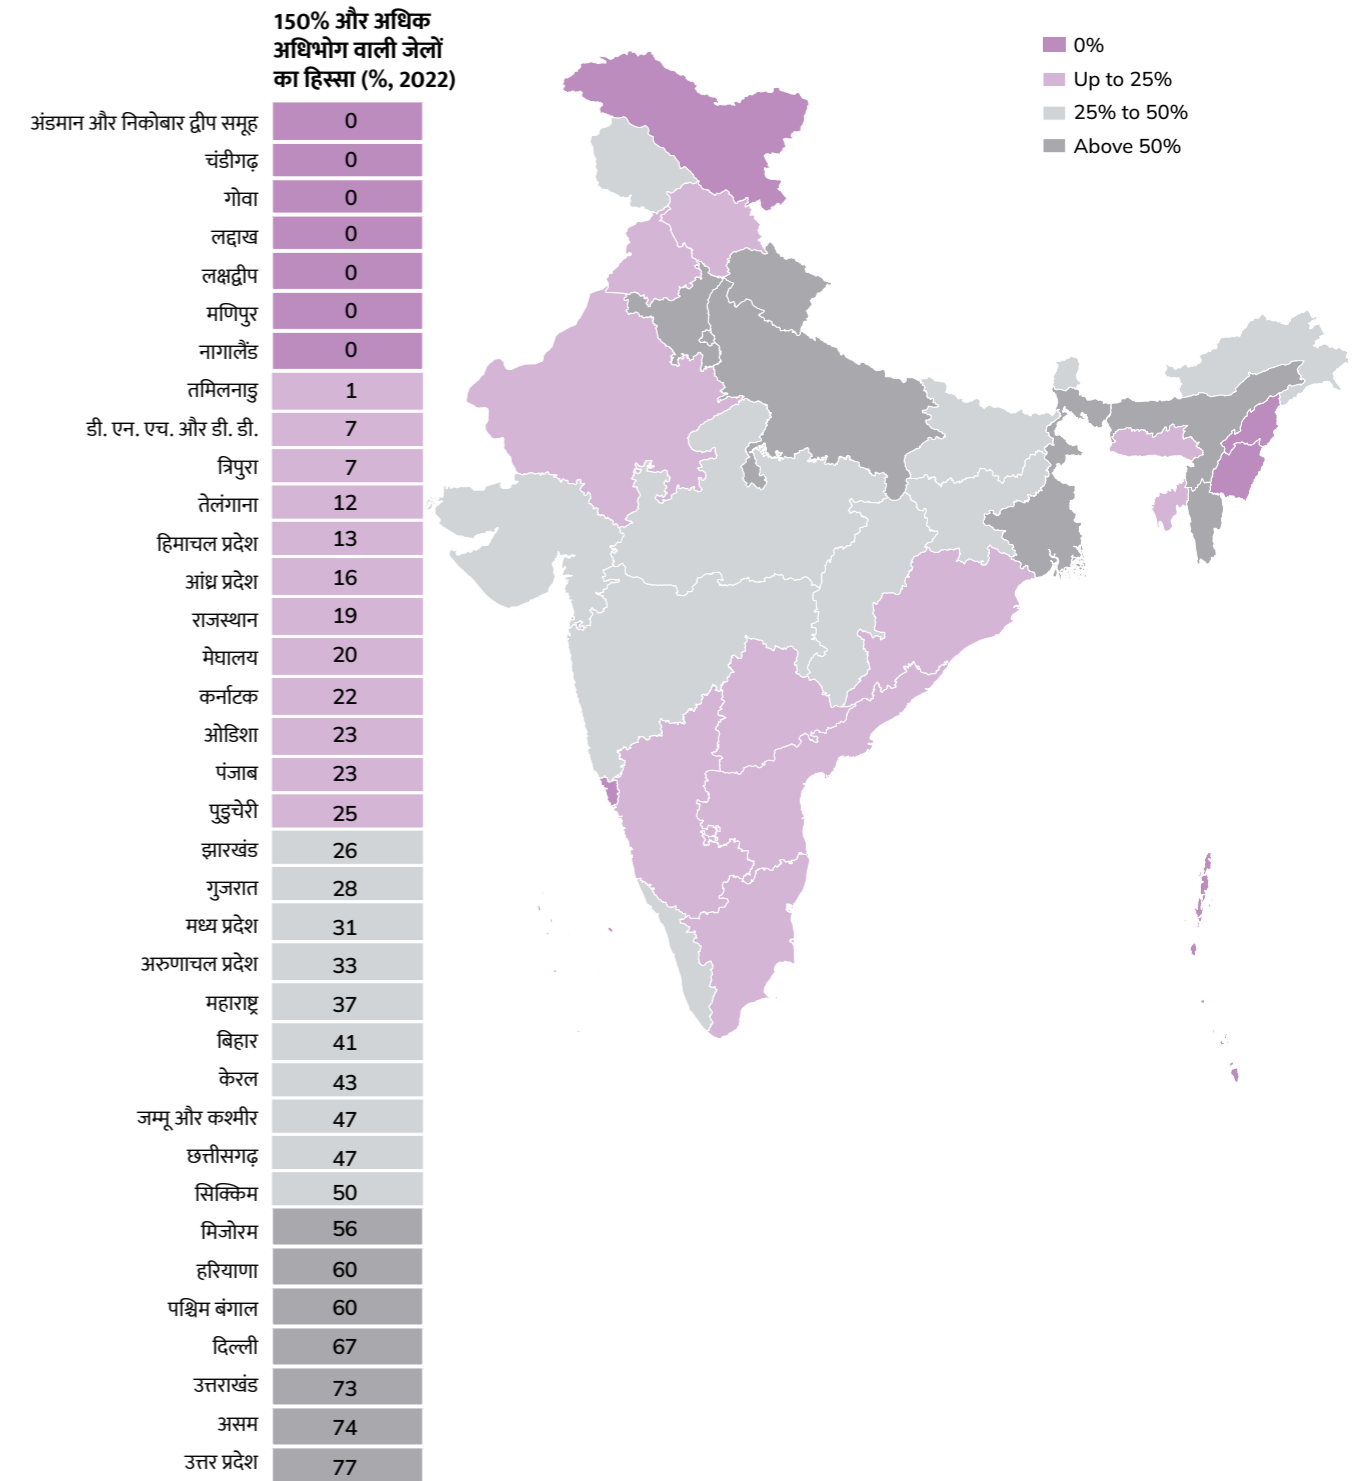 150% और अधिक
अधिभोग वाली जेलों
का हिस्सा (%, 2022)
0%
Up to 25%
25% to 50%
Above 50%
अंडमान और निकोबार द्वीप समूह 0
चंडीगढ़ 0
गोवा 0
लद्दाख 0
लक्षद्वीप 0
मणिपुर 0
नागालैंड 0
तमिलनाडु 1
डी. एन. एच. और डी. डी. 7
त्रिपुरा 7
तेलंगाना 12
हिमाचल प्रदेश 13
आंध्र प्रदेश 16
राजस्थान 19
मेघालय 20
कर्नाटक 22
ओडिशा 23
पंजाब 23
पुडुचेरी 25
झारखंड 26
गुजरात 28
मध्य प्रदेश 31
अरुणाचल प्रदेश 33
महाराष्ट्र 37
बिहार 41
केरल 43
जम्मू और कश्मीर 47
छत्तीसगढ़ 47
सिक्किम 50
मिजोरम 56
हरियाणा 60
पश्चिम बंगाल 60
दिल्ली 67
उत्तराखंड 73
असम 74
उत्तर प्रदेश 77